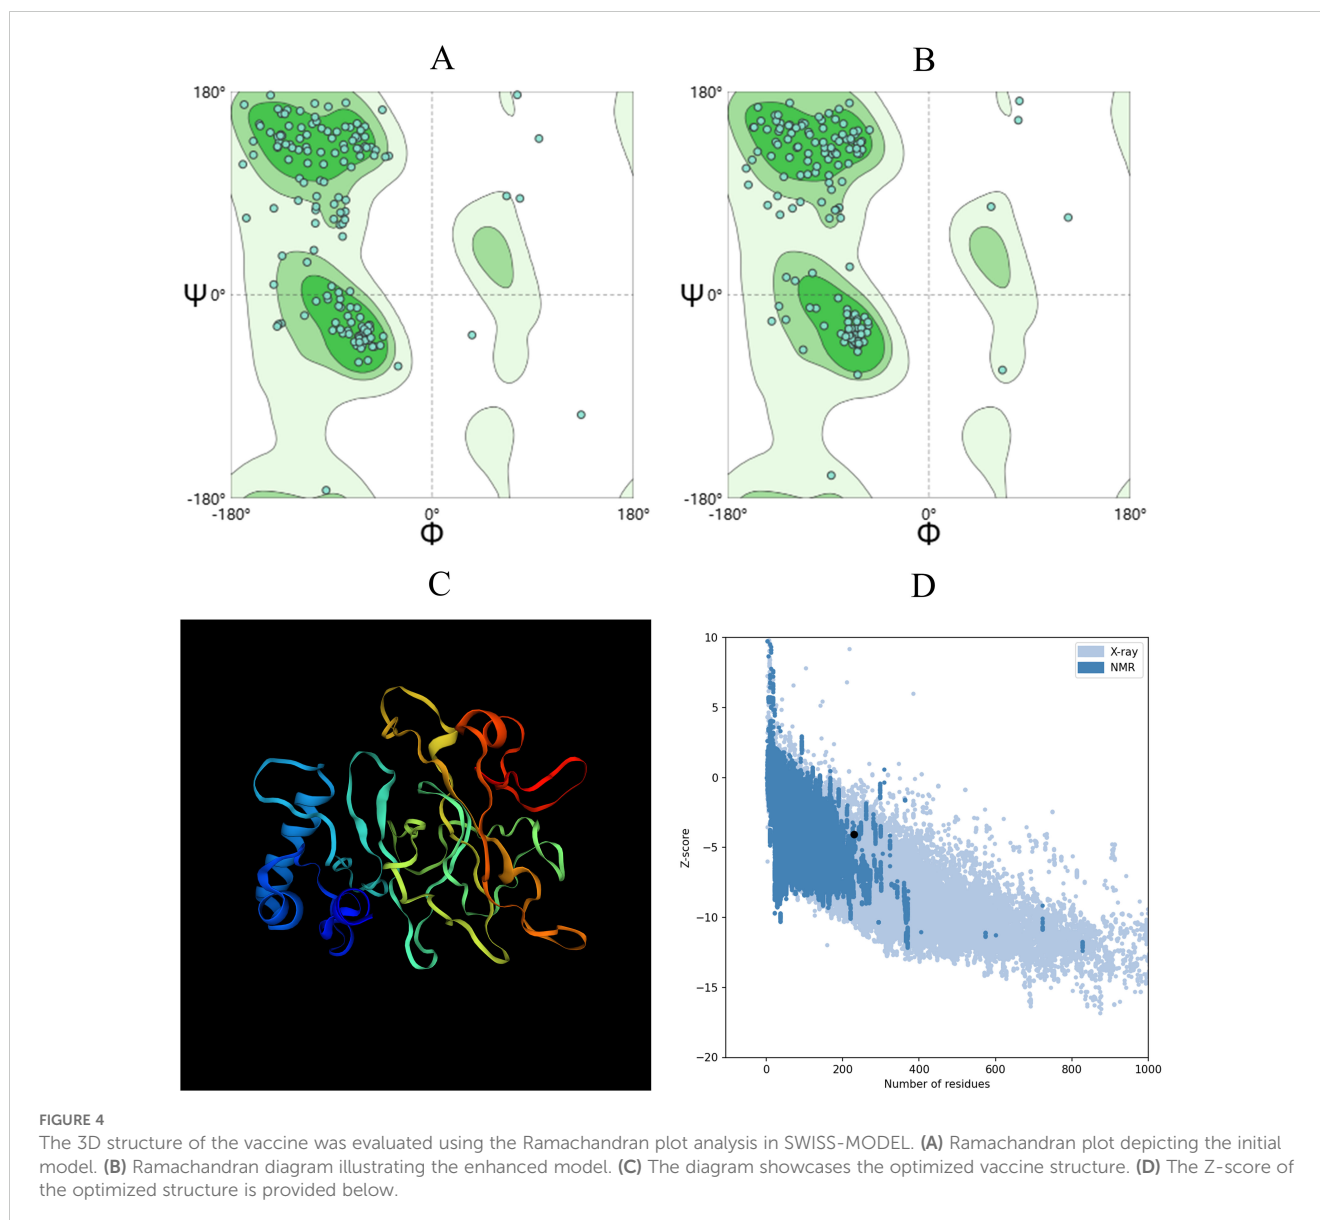 A
B
180°
Ψ 0°
-180°
-180°
0°
180°
Φ
180°
Ψ 0°
-180°
-180°
0°
180°
Φ
C
D
10
5
0
−5
−10
−15
−20
Z-score
X-ray
NMR
0
200
400
600
800
1000
Number of residues
FIGURE 4
The 3D structure of the vaccine was evaluated using the Ramachandran plot analysis in SWISS-MODEL. (A) Ramachandran plot depicting the initial
model. (B) Ramachandran diagram illustrating the enhanced model. (C) The diagram showcases the optimized vaccine structure. (D) The Z-score of
the optimized structure is provided below.